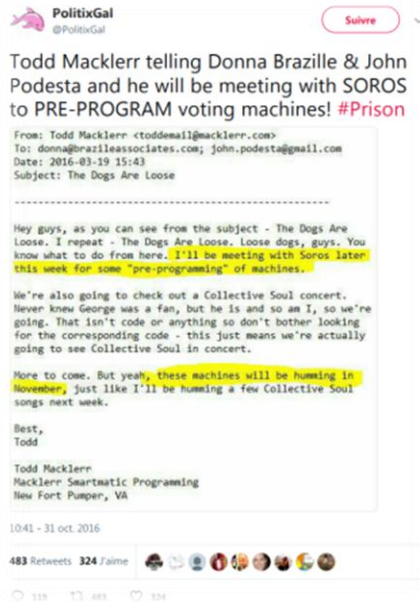 PolitixGal
@PolitixGal
Suivre
Todd Macklerr telling Donna Brazille & John
Podesta and he will be meeting with SOROS
to PRE-PROGRAM voting machines! #Prison
From: Todd Macklerr <toddemail@macklerr.com>
To: donna@brazileassociates.com; john.podesta@gmail.com
Date: 2016-03-19 15:43
Subject: The Dogs Are Loose
--------------------------------------------------
Hey guys, as you can see from the subject - The Dogs Are
Loose. I repeat - The Dogs Are Loose. Loose dogs, guys. You
know what to do from here. I'll be meeting with Soros later
this week for some "pre-programming" of machines.
We're also going to check out a Collective Soul concert.
Never knew George was a fan, but he is and so am I, so we're
going. That isn't code or anything so don't bother looking
for the corresponding code - this just means we're actually
going to see Collective Soul in concert.
More to come. But yeah, these machines will be humming in
November, just like I'll be humming a few Collective Soul
songs next week.
Best,
Todd
Todd Macklerr
Macklerr Smartmatic Programming
New Fort Pumper, VA
10:41 - 31 oct. 2016
483 Retweets 324 J'aime
119 483 324